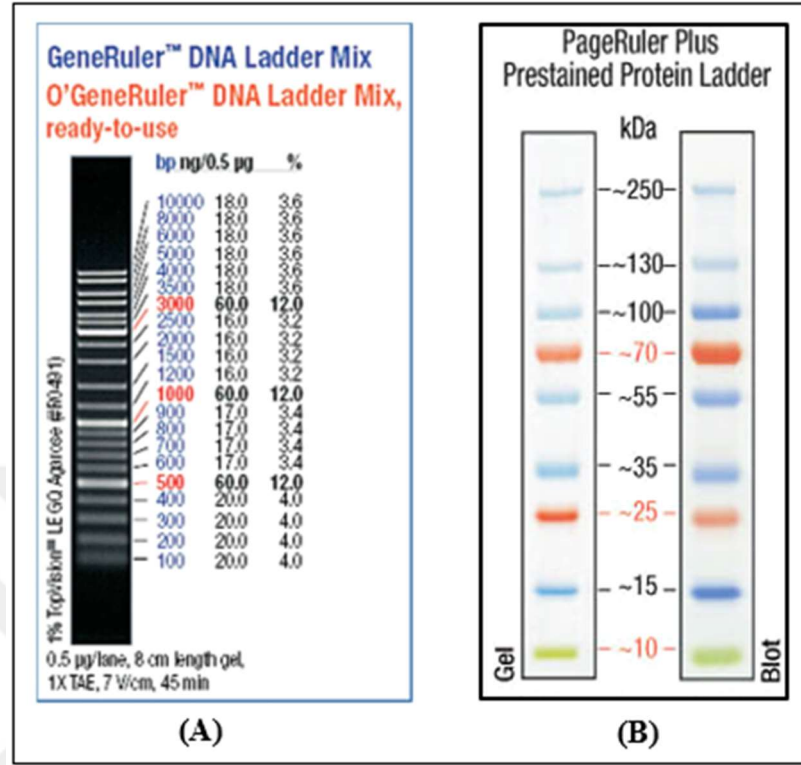 GeneRuler™ DNA Ladder Mix
O'GeneRuler™ DNA Ladder Mix,
ready-to-use
bp ng/0.5 µg %
10000 18.0 3.6
8000 18.0 3.6
6000 18.0 3.6
5000 18.0 3.6
4000 18.0 3.6
3500 18.0 3.6
3000 60.0 12.0
2500 16.0 3.2
2000 16.0 3.2
1500 16.0 3.2
1200 16.0 3.2
1000 60.0 12.0
900 17.0 3.4
800 17.0 3.4
700 17.0 3.4
600 17.0 3.4
500 60.0 12.0
400 20.0 4.0
300 20.0 4.0
200 20.0 4.0
100 20.0 4.0
1% TopVision™ LE GQ Agarose (#R0491)
0.5 µg/lane, 8 cm length gel,
1X TAE, 7 V/cm, 45 min
(A)
PageRuler Plus
Prestained Protein Ladder
kDa
~250
~130
~100
~70
~55
~35
~25
~15
~10
Gel
Blot
(B)